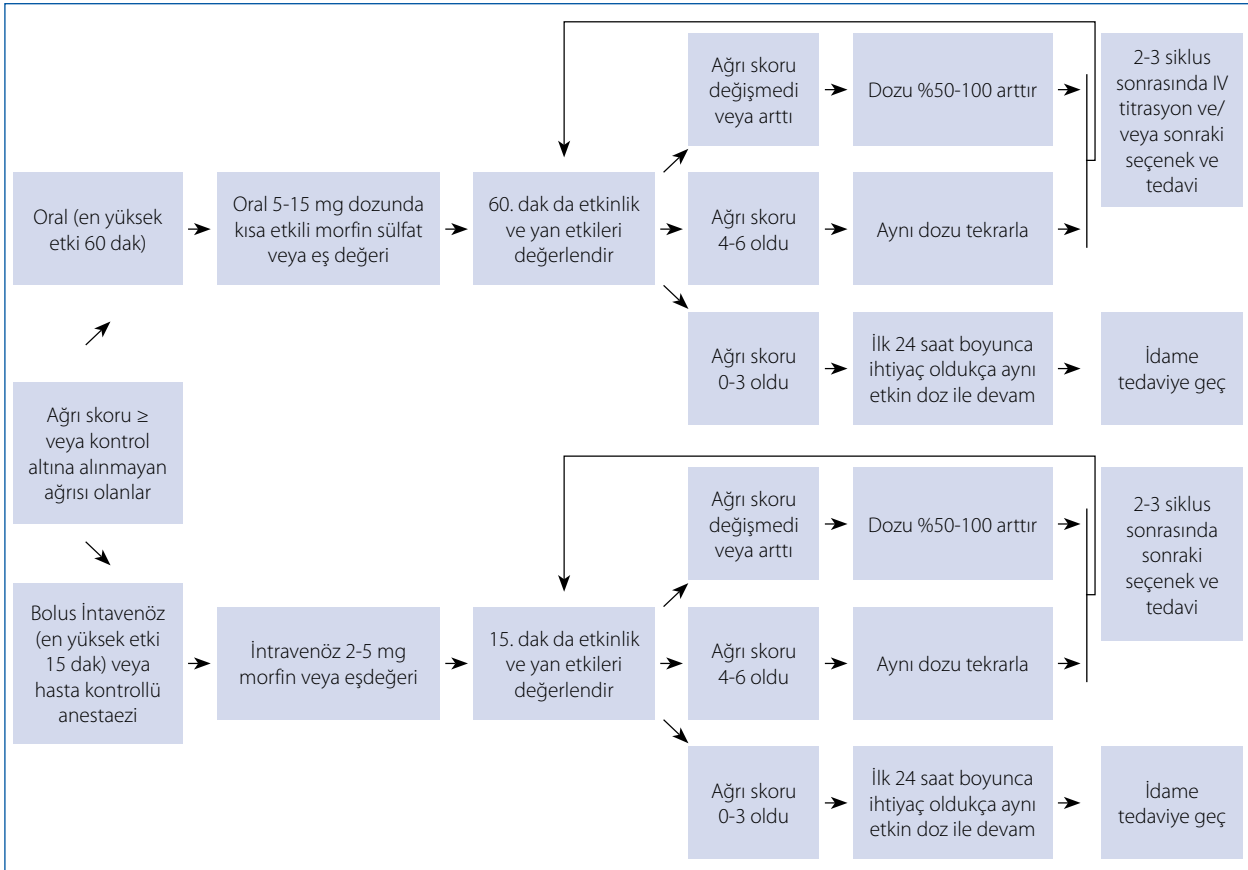 Ağrı skoru ≥
veya kontrol
altına alınmayan
ağrısı olanlar
Oral (en yüksek
etki 60 dak)
Oral 5-15 mg dozunda
kısa etkili morfin sülfat
veya eş değeri
60. dak da etkinlik
ve yan etkileri
değerlendir
Ağrı skoru
değişmedi
veya arttı
Dozu %50-100 arttır
Ağrı skoru
4-6 oldu
Aynı dozu tekrarla
2-3 siklus
sonrasında IV
titrasyon ve/
veya sonraki
seçenek ve
tedavi
Ağrı skoru
0-3 oldu
İlk 24 saat boyunca
ihtiyaç oldukça aynı
etkin doz ile devam
İdame
tedaviye geç
Bolus İntavenöz
(en yüksek etki
15 dak) veya
hasta kontrollü
anestaezi
İntravenöz 2-5 mg
morfin veya eşdeğeri
15. dak da etkinlik
ve yan etkileri
değerlendir
Ağrı skoru
değişmedi
veya arttı
Dozu %50-100 arttır
Ağrı skoru
4-6 oldu
Aynı dozu tekrarla
2-3 siklus
sonrasında
sonraki
seçenek ve
tedavi
Ağrı skoru
0-3 oldu
İlk 24 saat boyunca
ihtiyaç oldukça aynı
etkin doz ile devam
İdame
tedaviye geç